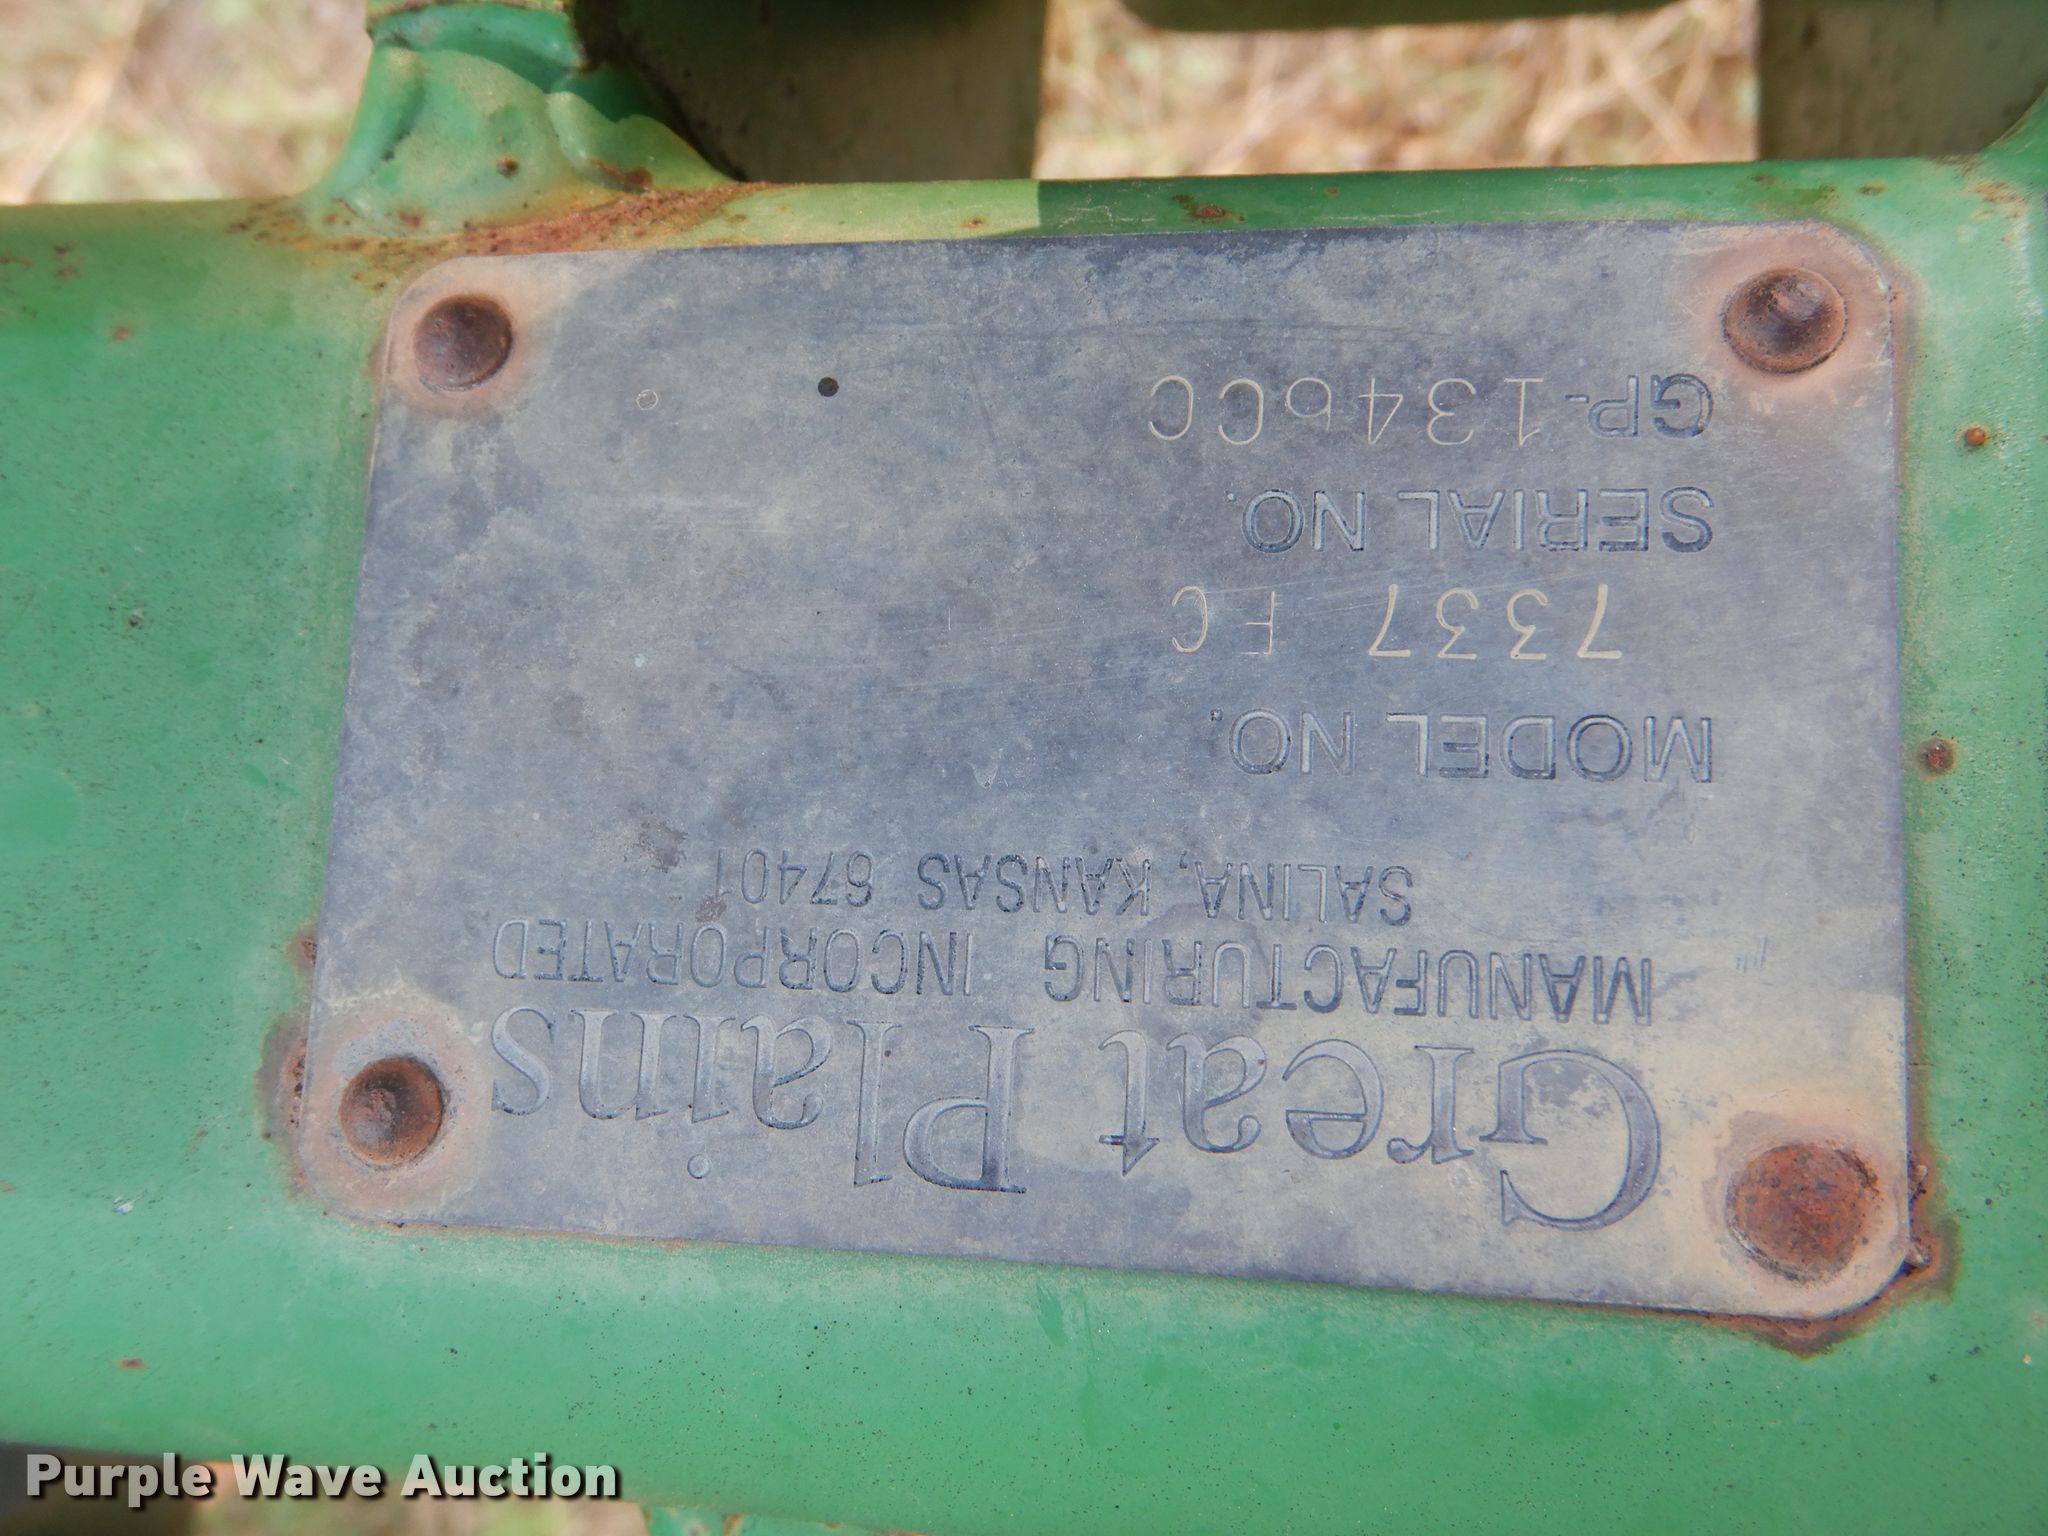 Great Plains
MANUFACTURING INCORPORATED
SALINA, KANSAS 67401
MODEL NO.
7337 FC
SERIAL NO.
GP-1346CC
Purple Wave Auction